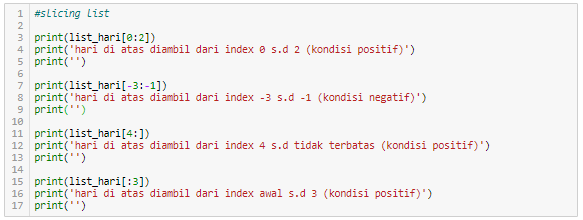 1 #slicing list
2
3 print(list_hari[0:2])
4 print('hari di atas diambil dari index 0 s.d 2 (kondisi positif)')
5 print('')
6
7 print(list_hari[-3:-1])
8 print('hari di atas diambil dari index -3 s.d -1 (kondisi negatif)')
9 print('')
10
11 print(list_hari[4:])
12 print('hari di atas diambil dari index 4 s.d tidak terbatas (kondisi positif)')
13 print('')
14
15 print(list_hari[:3])
16 print('hari di atas diambil dari index awal s.d 3 (kondisi positif)')
17 print('')